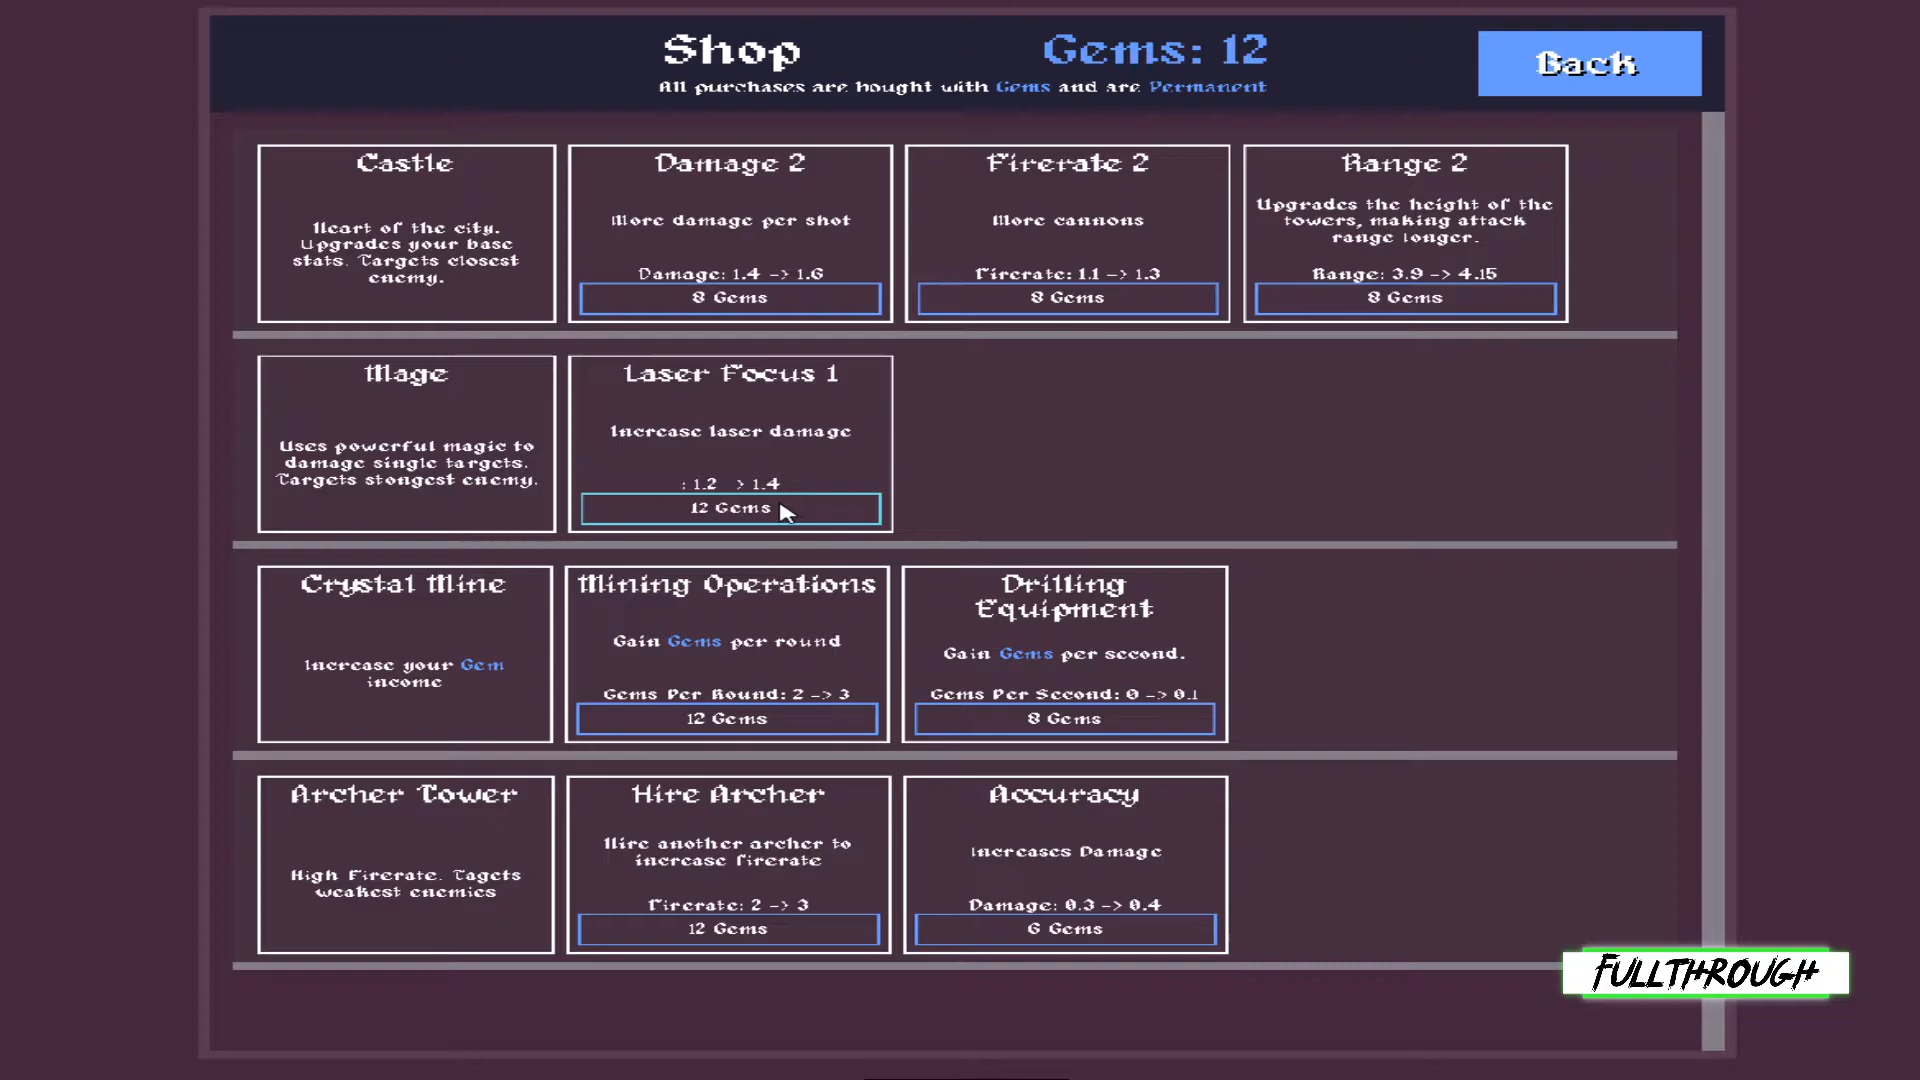 Shop
Gems: 12
Back
All purchases are bought with Gems and are Permanent
Castle
Heart of the city.
Upgrades your base
stats. Targets closest
enemy.
Damage 2
More damage per shot
Damage: 1.4 -> 1.6
8 Gems
Firerate 2
More cannons
Firerate: 1.1 -> 1.3
8 Gems
Range 2
Upgrades the height of the
towers, making attack
range longer.
Range: 3.9 -> 4.15
8 Gems
Mage
Uses powerful magic to
damage single targets.
Targets stongest enemy.
Laser Focus 1
Increase laser damage
: 1.2 -> 1.4
12 Gems
Crystal Mine
Increase your Gem
income
Mining Operations
Gain Gems per round
Gems Per Round: 2 -> 3
12 Gems
Drilling
Equipment
Gain Gems per second.
Gems Per Second: 0 -> 0.1
8 Gems
Archer Tower
High Firerate. Tagets
weakest enemies
Hire Archer
Hire another archer to
increase firerate
Firerate: 2 -> 3
12 Gems
Accuracy
Increases Damage
Damage: 0.3 -> 0.4
6 Gems
FULLTHROUGH